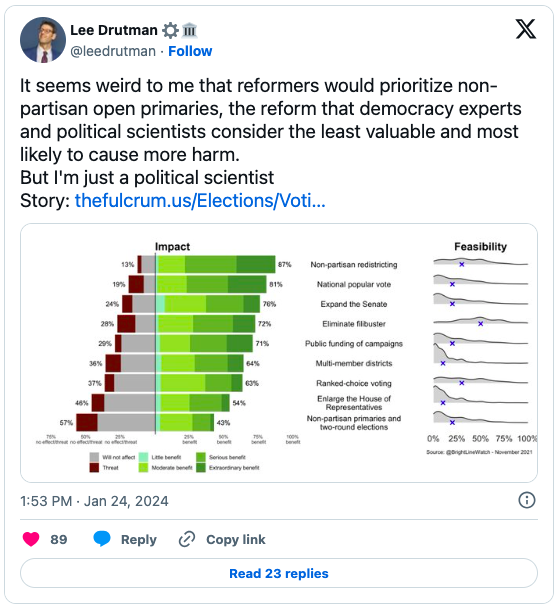 Lee Drutman
@leedrutman · Follow
It seems weird to me that reformers would prioritize non-
partisan open primaries, the reform that democracy experts
and political scientists consider the least valuable and most
likely to cause more harm.
But I'm just a political scientist
Story: thefulcrum.us/Elections/Voti...
Impact
Feasibility
13% 87% Non-partisan redistricting
19% 81% National popular vote
24% 76% Expand the Senate
28% 72% Eliminate filibuster
29% 71% Public funding of campaigns
36% 64% Multi-member districts
37% 63% Ranked-choice voting
46% 54% Enlarge the House of
Representatives
57% 43% Non-partisan primaries and
two-round elections
75% 50% 25% 25% 50% 75% 100%
no effect/threat no effect/threat no effect/threat benefit benefit benefit benefit
0% 25% 50% 75% 100%
Source: @BrightLineWatch - November 2021
Will not affect Little benefit Serious benefit
Threat Moderate benefit Extraordinary benefit
1:53 PM · Jan 24, 2024
89 Reply Copy link
Read 23 replies